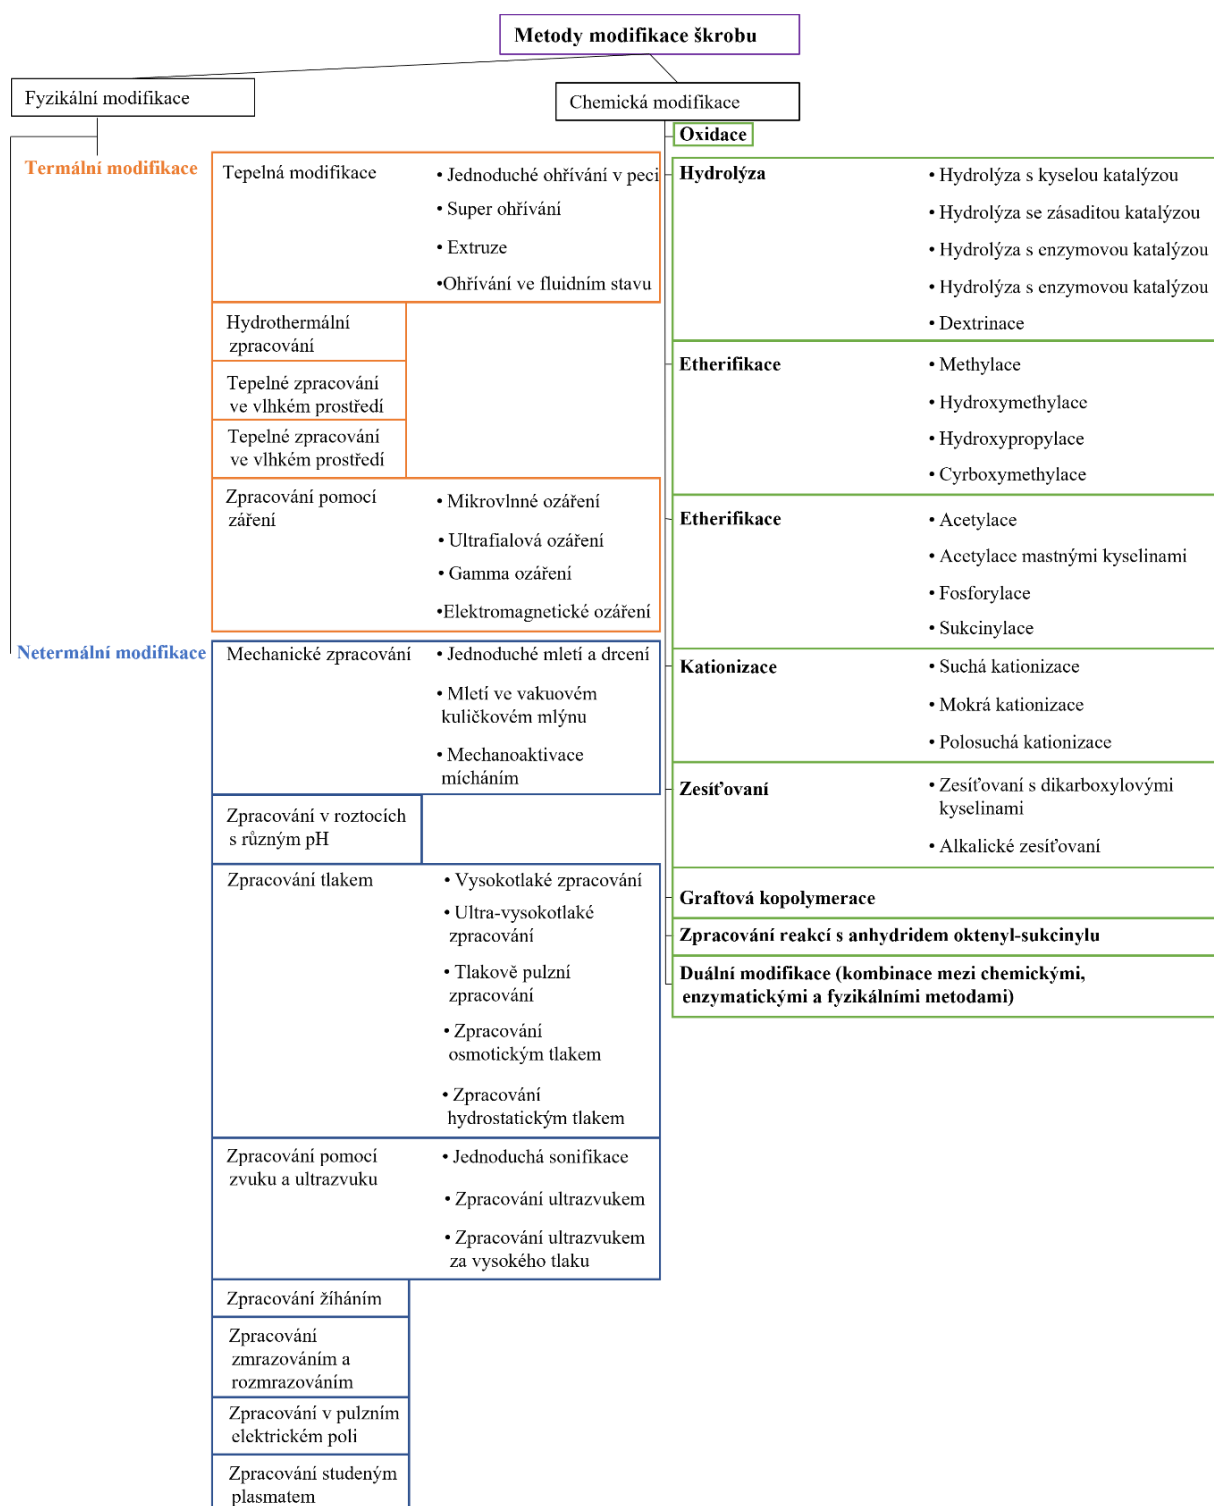 Metody modifikace škrobu
Fyzikální modifikace
Chemická modifikace
Termální modifikace
Tepelná modifikace
• Jednoduché ohřívání v peci
• Super ohřívání
• Extruze
•Ohřívání ve fluidním stavu
Hydrothermální
zpracování
Tepelné zpracování
ve vlhkém prostředí
Tepelné zpracování
ve vlhkém prostředí
Zpracování pomocí
záření
• Mikrovlnné ozáření
• Ultrafialová ozáření
• Gamma ozáření
•Elektromagnetické ozáření
Netermální modifikace
Mechanické zpracování
• Jednoduché mletí a drcení
• Mletí ve vakuovém
kuličkovém mlýnu
• Mechanoaktivace
mícháním
Zpracování v roztocích
s různým pH
Zpracování tlakem
• Vysokotlaké zpracování
• Ultra-vysokotlaké
zpracování
• Tlakově pulzní
zpracování
• Zpracování
osmotickým tlakem
• Zpracování
hydrostatickým tlakem
Zpracování pomocí
zvuku a ultrazvuku
• Jednoduchá sonifikace
• Zpracování ultrazvukem
• Zpracování ultrazvukem
za vysokého tlaku
Zpracování žíháním
Zpracování
zmrazováním a
rozmrazováním
Zpracování v pulzním
elektrickém poli
Zpracování studeným
plasmatem
Oxidace
Hydrolýza
• Hydrolýza s kyselou katalýzou
• Hydrolýza se zásaditou katalýzou
• Hydrolýza s enzymovou katalýzou
• Hydrolýza s enzymovou katalýzou
• Dextrinace
Etherifikace
• Methylace
• Hydroxymethylace
• Hydroxypropylace
• Cyrboxymethylace
Etherifikace
• Acetylace
• Acetylace mastnými kyselinami
• Fosforylace
• Sukcinylace
Kationizace
• Suchá kationizace
• Mokrá kationizace
• Polosuchá kationizace
Zesíťovaní
• Zesíťovaní s dikarboxylovými
kyselinami
• Alkalické zesíťovaní
Graftová kopolymerace
Zpracování reakcí s anhydridem oktenyl-sukcinylu
Duální modifikace (kombinace mezi chemickými,
enzymatickými a fyzikálními metodami)